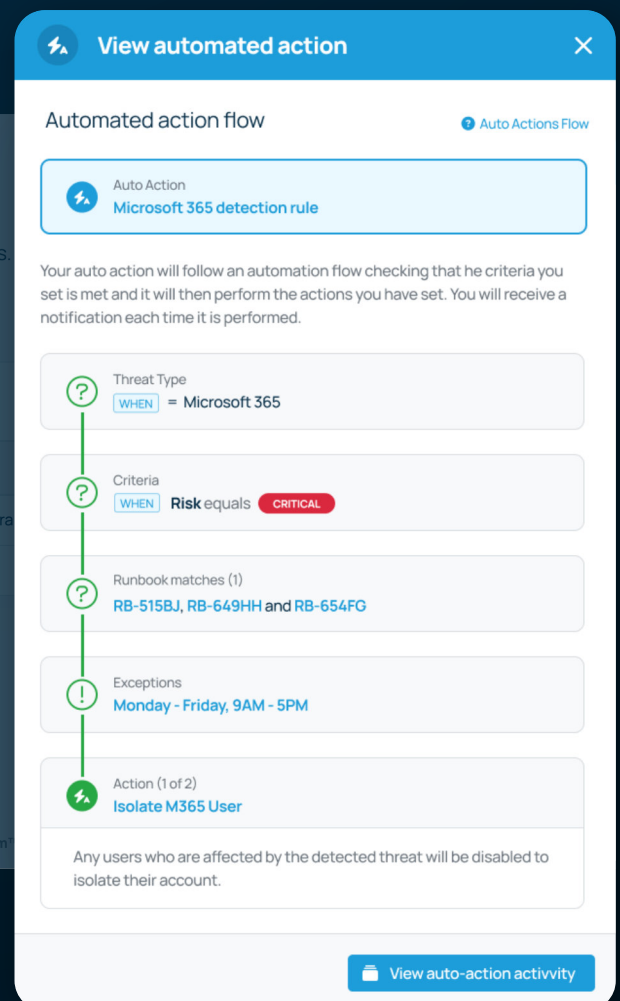 View automated action
Automated action flow
Auto Actions Flow
Auto Action
Microsoft 365 detection rule
Your auto action will follow an automation flow checking that he criteria you
set is met and it will then perform the actions you have set. You will receive a
notification each time it is performed.
Threat Type
WHEN = Microsoft 365
Criteria
WHEN Risk equals CRITICAL
Runbook matches (1)
RB-515BJ, RB-649HH and RB-654FG
Exceptions
Monday - Friday, 9AM - 5PM
Action (1 of 2)
Isolate M365 User
Any users who are affected by the detected threat will be disabled to
isolate their account.
View auto-action activvity